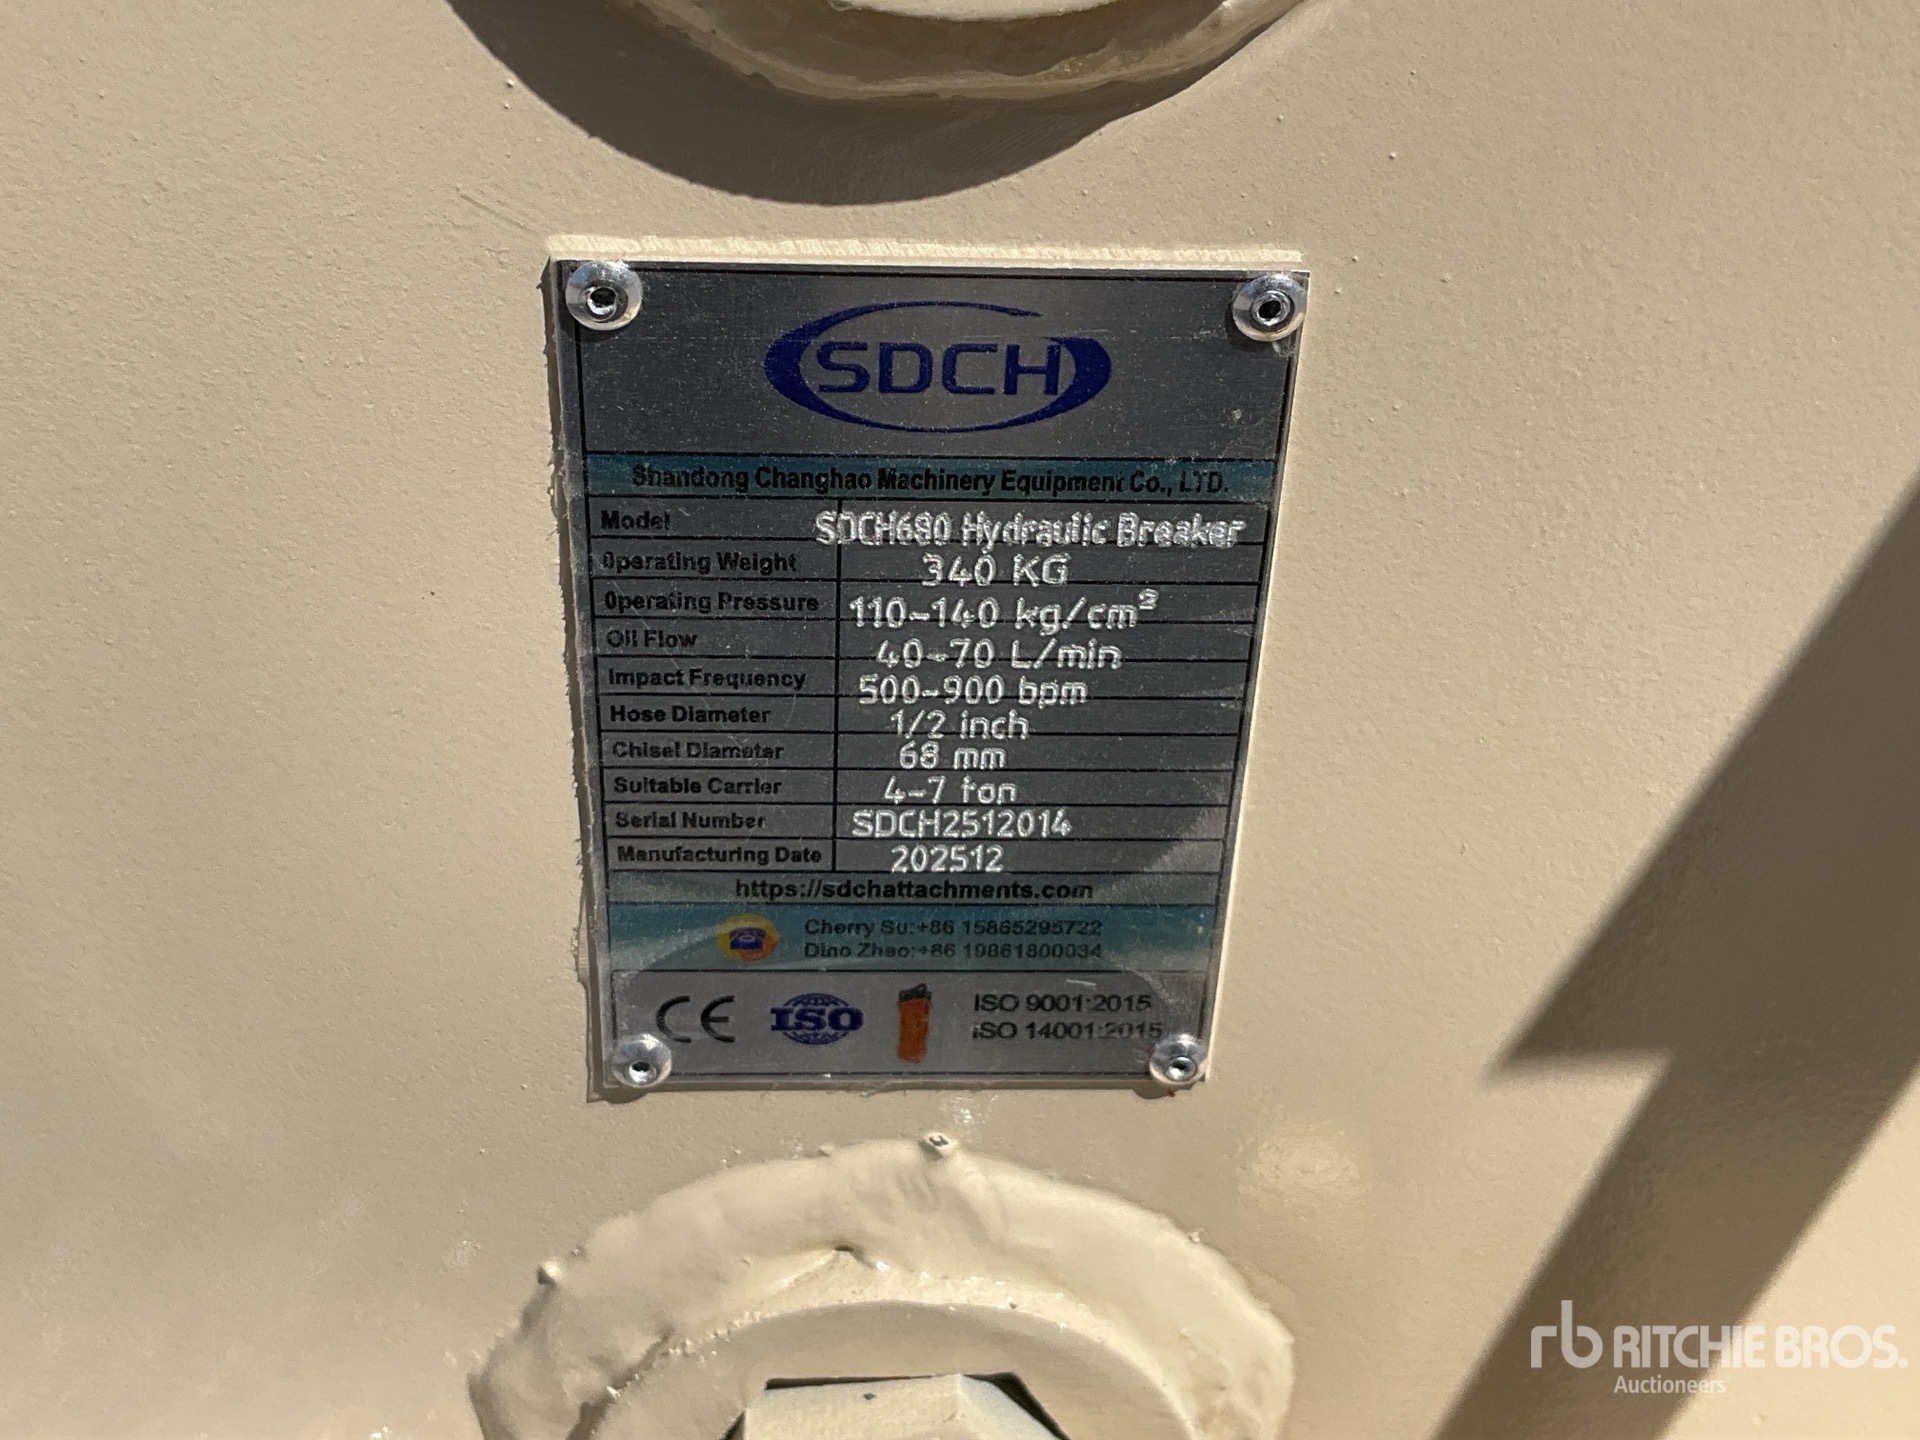 SDCH
Shandong Changhao Machinery Equipment Co., LTD.
Model SDCH680 Hydraulic Breaker
Operating Weight 340 KG
Operating Pressure 110-140 kg/cm²
Oil Flow 40-70 L/min
Impact Frequency 500-900 bpm
Hose Diameter 1/2 inch
Chisel Diameter 68 mm
Suitable Carrier 4-7 ton
Serial Number SDCH2512014
Manufacturing Date 202512
https://sdchattachments.com
Cherry Su:+86 15865295722
Dino Zhao:+86 19861800034
CE ISO ISO 9001:2015
ISO 14001:2015
rb RITCHIE BROS.
Auctioneers